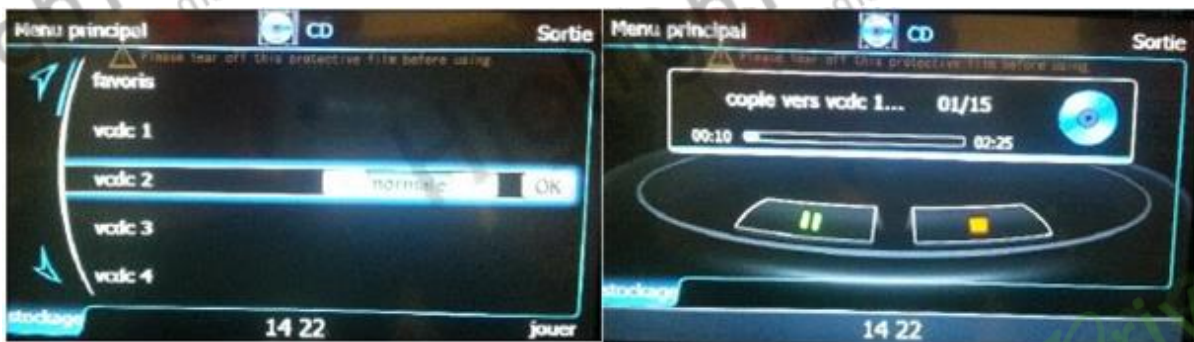 Menu principal CD Sortie
Please tear off this protective film before using.
favoris
vcdc 1
vcdc 2 normale OK
vcdc 3
vcdc 4
stockage 14 22 jouer
Menu principal CD Sortie
Please tear off this protective film before using.
copie vers vcdc 1... 01/15
00:10 02:25
stockage 14 22